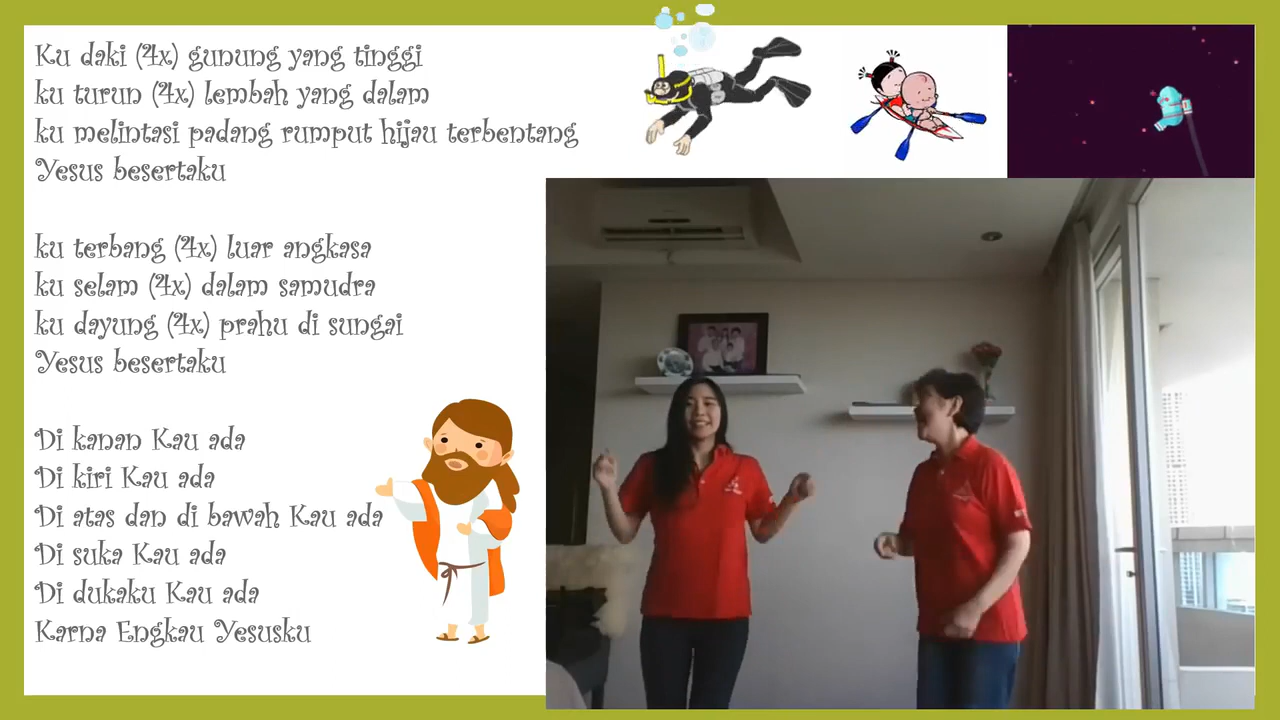 Ku daki (4x) gunung yang tinggi
ku turun (4x) lembah yang dalam
ku melintasi padang rumput hijau terbentang
Yesus besertaku
ku terbang (4x) luar angkasa
ku selam (4x) dalam samudra
ku dayung (4x) prahu di sungai
Yesus besertaku
Di kanan Kau ada
Di kiri Kau ada
Di atas dan di bawah Kau ada
Di suka Kau ada
Di dukaku Kau ada
Karna Engkau Yesusku